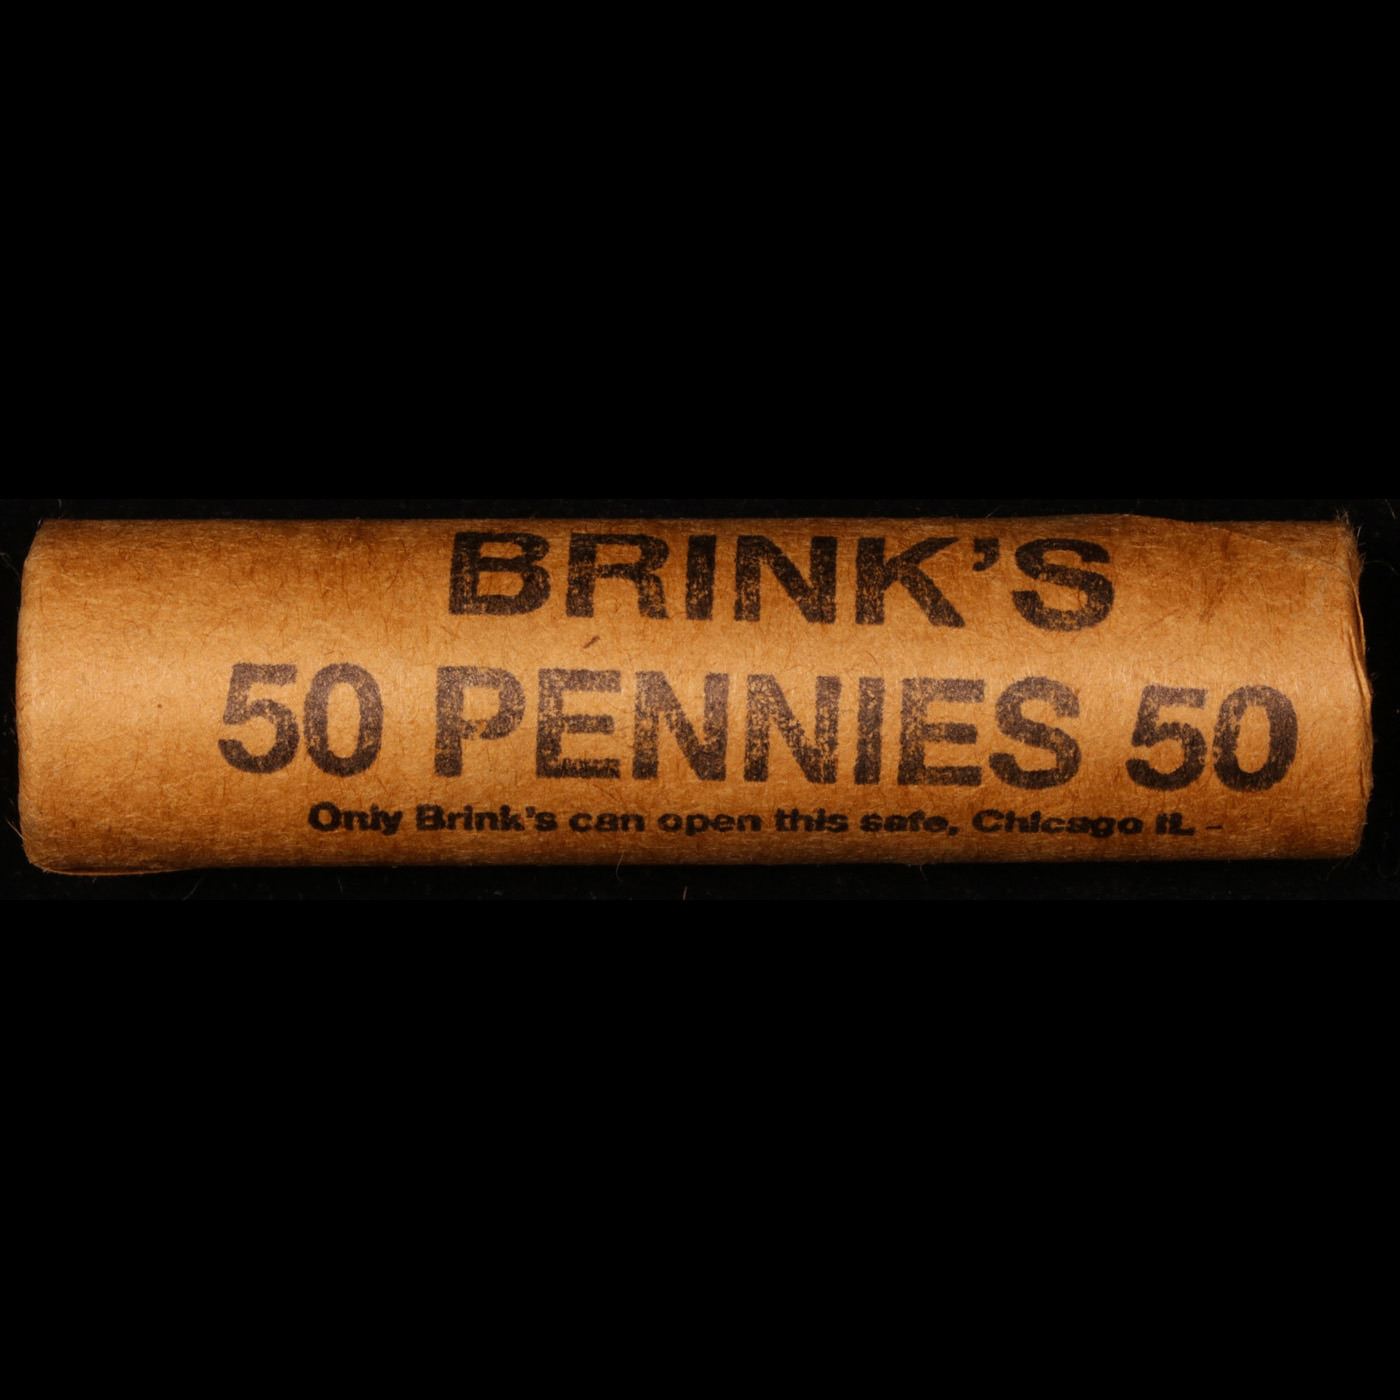 BRINK'S
50 PENNIES 50
Only Brink's can open this safe, Chicago IL -